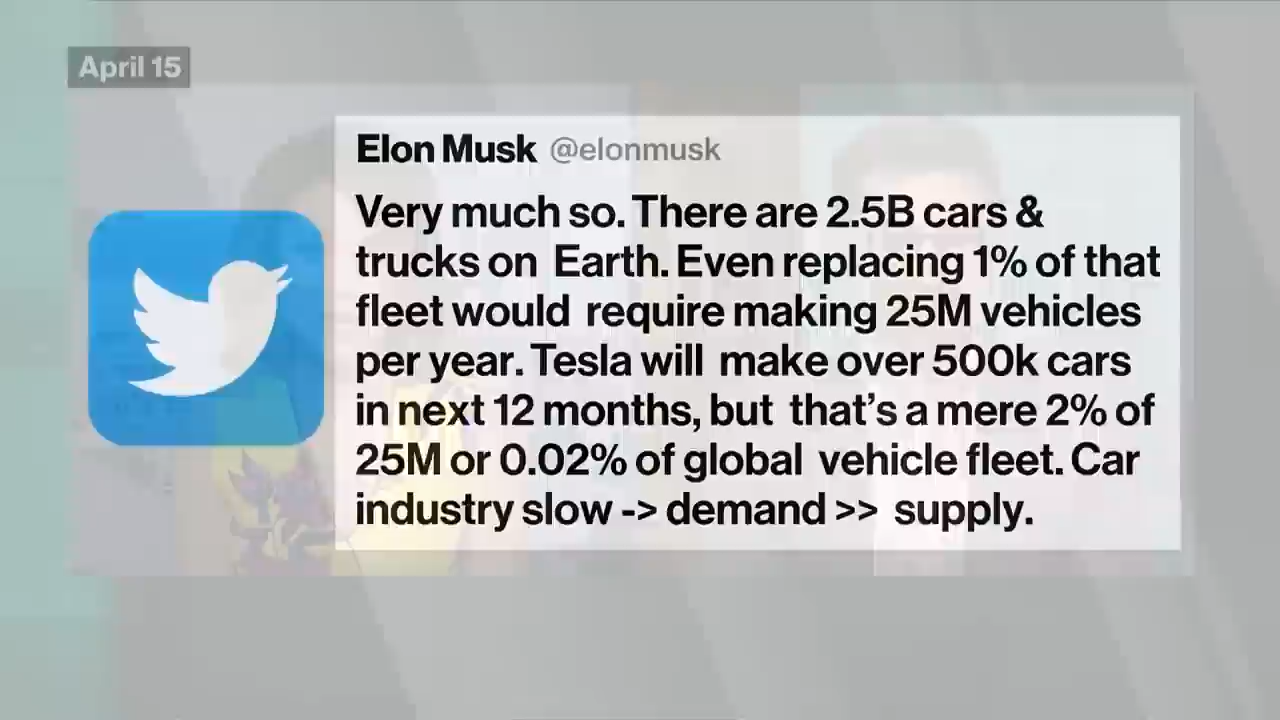 April 15
Elon Musk @elonmusk
Very much so. There are 2.5B cars &
trucks on Earth. Even replacing 1% of that
fleet would require making 25M vehicles
per year. Tesla will make over 500k cars
in next 12 months, but that’s a mere 2% of
25M or 0.02% of global vehicle fleet. Car
industry slow -> demand >> supply.